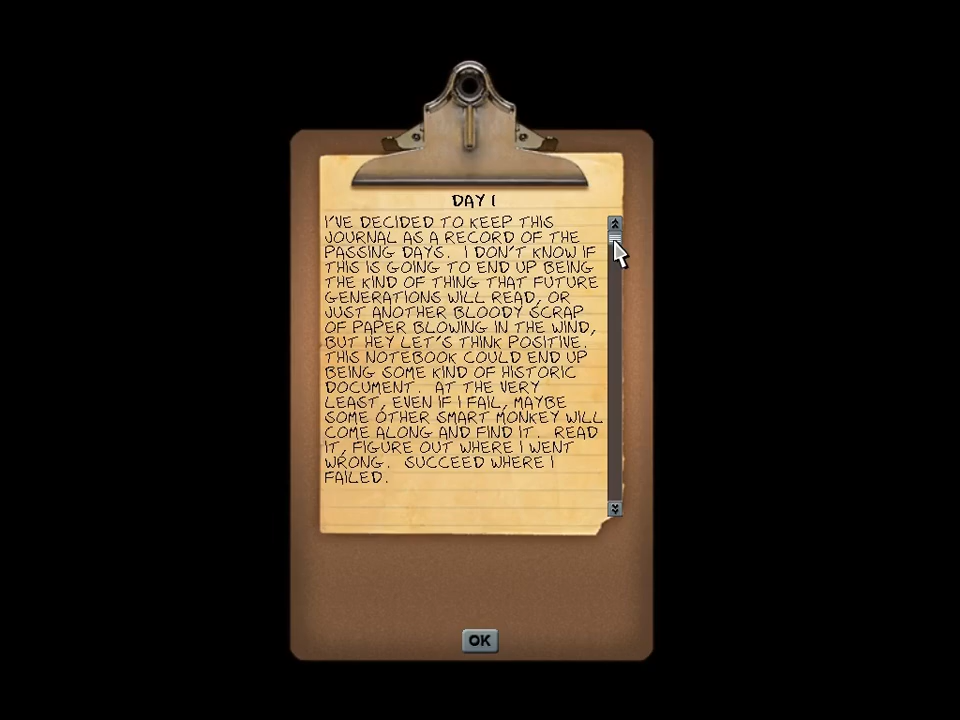 DAY 1
I'VE DECIDED TO KEEP THIS
JOURNAL AS A RECORD OF THE
PASSING DAYS. I DON'T KNOW IF
THIS IS GOING TO END UP BEING
THE KIND OF THING THAT FUTURE
GENERATIONS WILL READ, OR
JUST ANOTHER BLOODY SCRAP
OF PAPER BLOWING IN THE WIND,
BUT HEY LET'S THINK POSITIVE.
THIS NOTEBOOK COULD END UP
BEING SOME KIND OF HISTORIC
DOCUMENT. AT THE VERY
LEAST, EVEN IF I FAIL, MAYBE
SOME OTHER SMART MONKEY WILL
COME ALONG AND FIND IT. READ
IT, FIGURE OUT WHERE I WENT
WRONG. SUCCEED WHERE I
FAILED.
OK